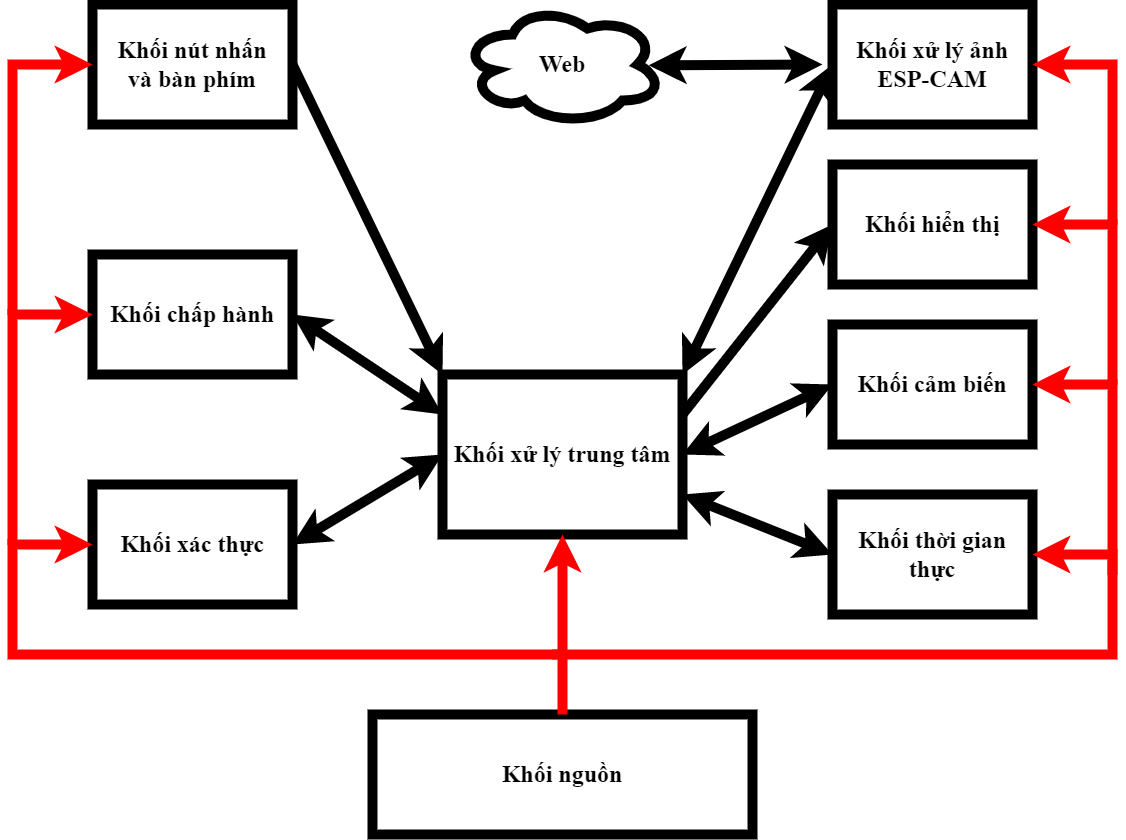 Khối nút nhấn
và bàn phím
Web
Khối xử lý ảnh
ESP-CAM
Khối hiển thị
Khối chấp hành
Khối cảm biến
Khối xử lý trung tâm
Khối xác thực
Khối thời gian
thực
Khối nguồn